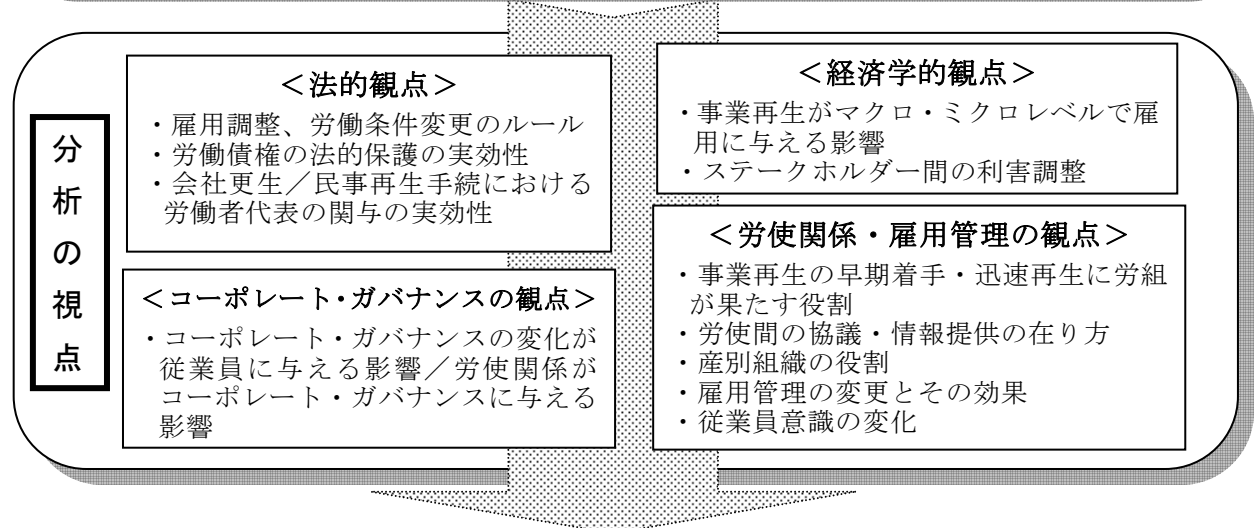 分析の視点
＜法的観点＞
・雇用調整、労働条件変更のルール
・労働債権の法的保護の実効性
・会社更生／民事再生手続における
労働者代表の関与の実効性
＜コーポレート・ガバナンスの観点＞
・コーポレート・ガバナンスの変化が
従業員に与える影響／労使関係が
コーポレート・ガバナンスに与える
影響
＜経済学的観点＞
・事業再生がマクロ・ミクロレベルで雇
用に与える影響
・ステークホルダー間の利害調整
＜労使関係・雇用管理の観点＞
・事業再生の早期着手・迅速再生に労組
が果たす役割
・労使間の協議・情報提供の在り方
・産別組織の役割
・雇用管理の変更とその効果
・従業員意識の変化